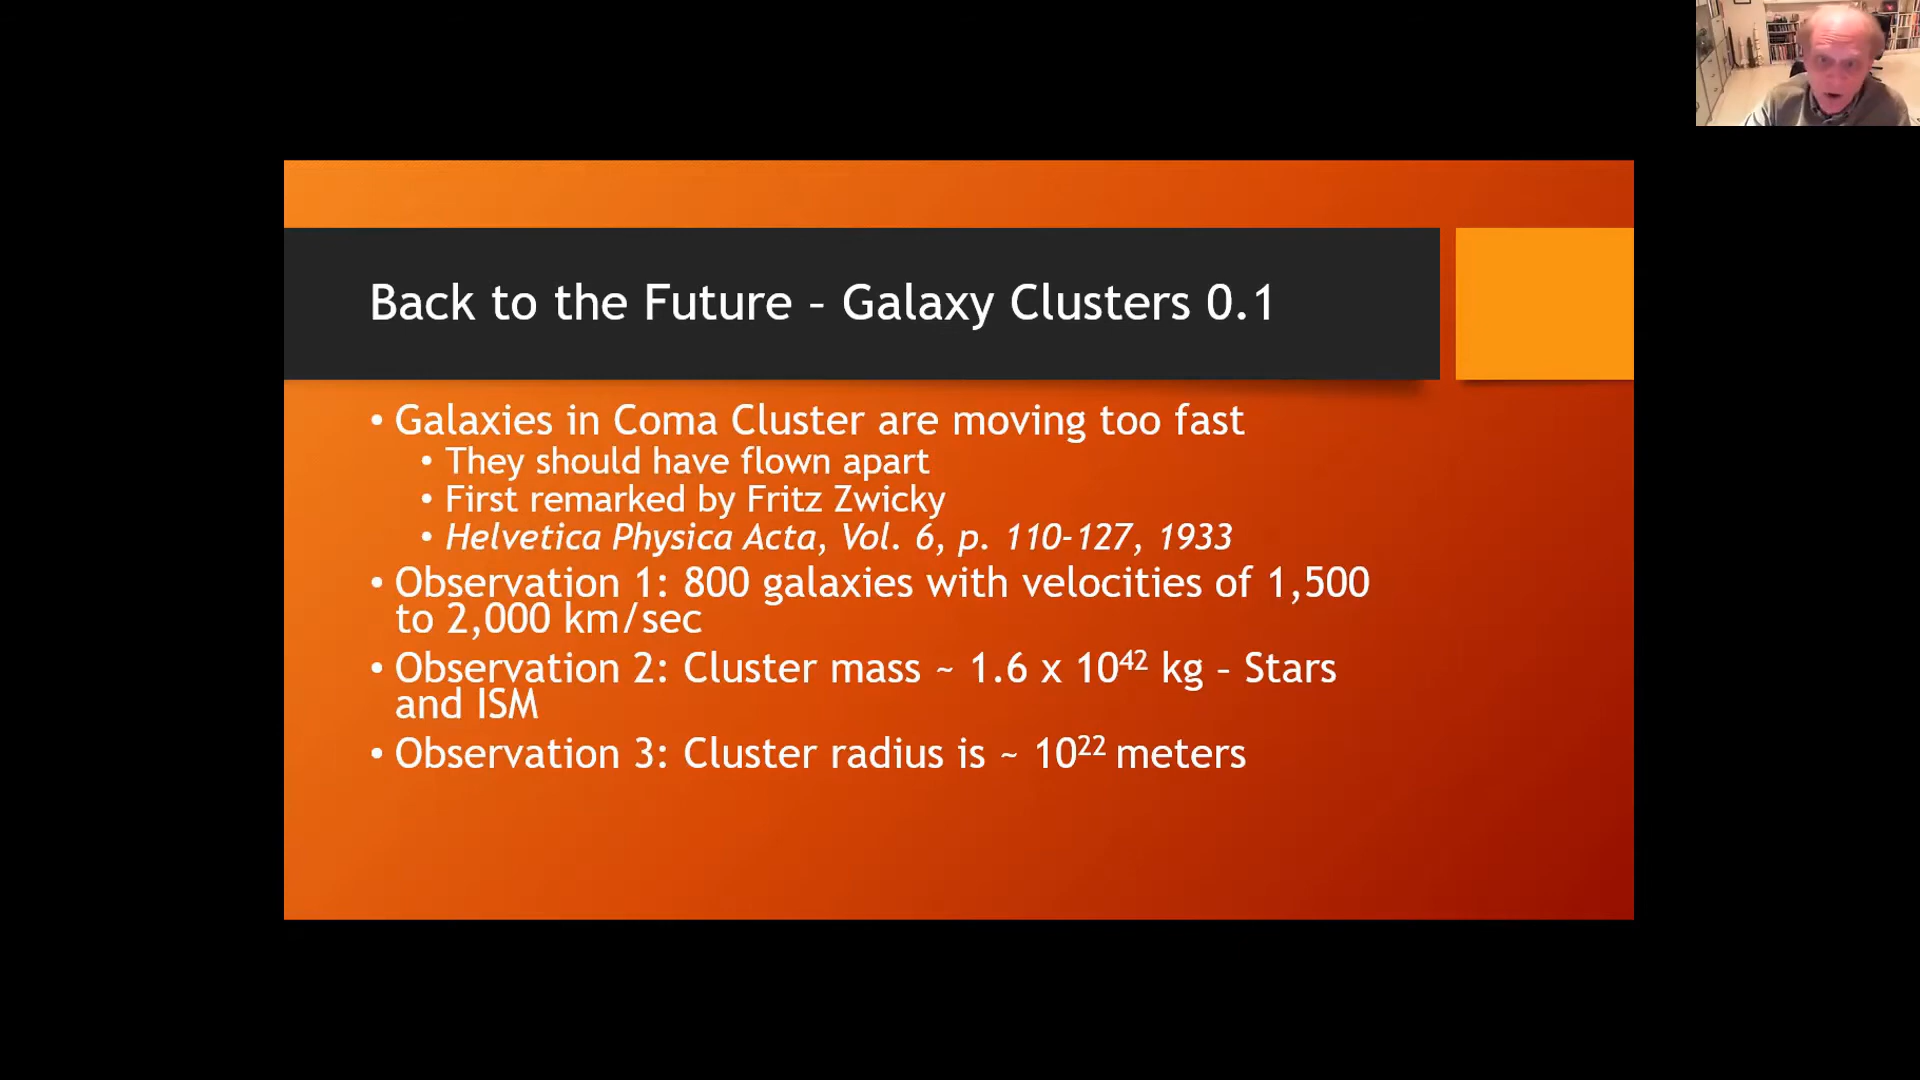 Back to the Future – Galaxy Clusters 0.1
• Galaxies in Coma Cluster are moving too fast
• They should have flown apart
• First remarked by Fritz Zwicky
• Helvetica Physica Acta, Vol. 6, p. 110-127, 1933
• Observation 1: 800 galaxies with velocities of 1,500
to 2,000 km/sec
• Observation 2: Cluster mass ~ 1.6 x 10⁴² kg – Stars
and ISM
• Observation 3: Cluster radius is ~ 10²² meters